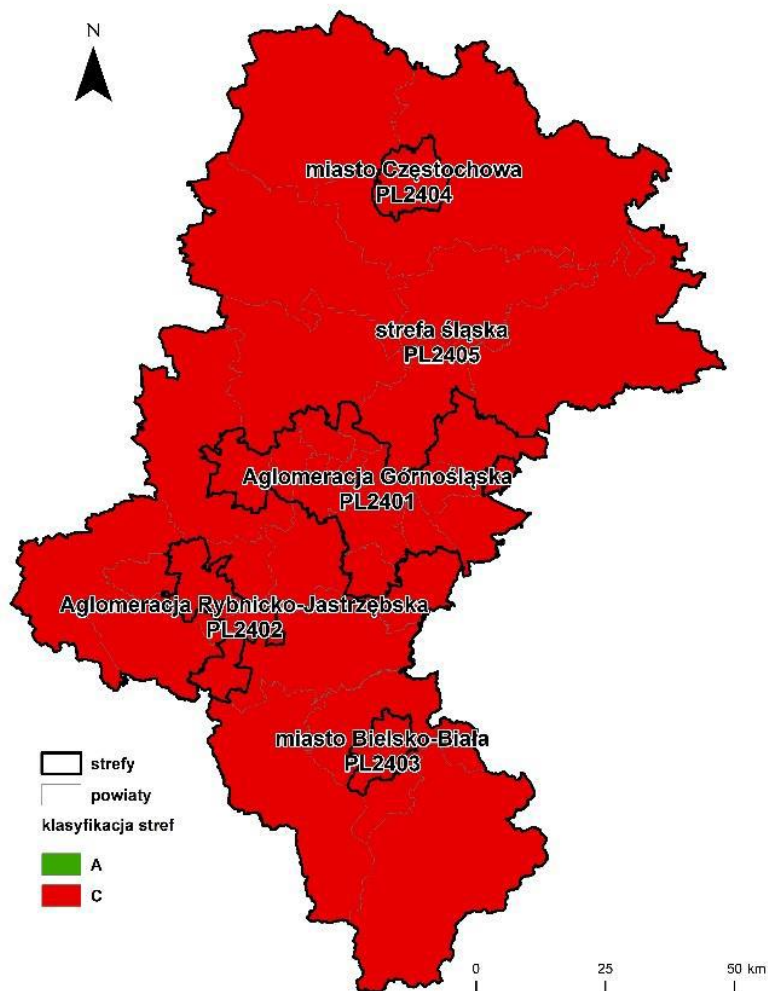 N
miasto Częstochowa
PL2404
strefa śląska
PL2405
Aglomeracja Górnośląska
PL2401
Aglomeracja Rybnicko-Jastrzębska
PL2402
miasto Bielsko-Biała
PL2403
strefy
powiaty
klasyfikacja stref
A
C
0 25 50 km